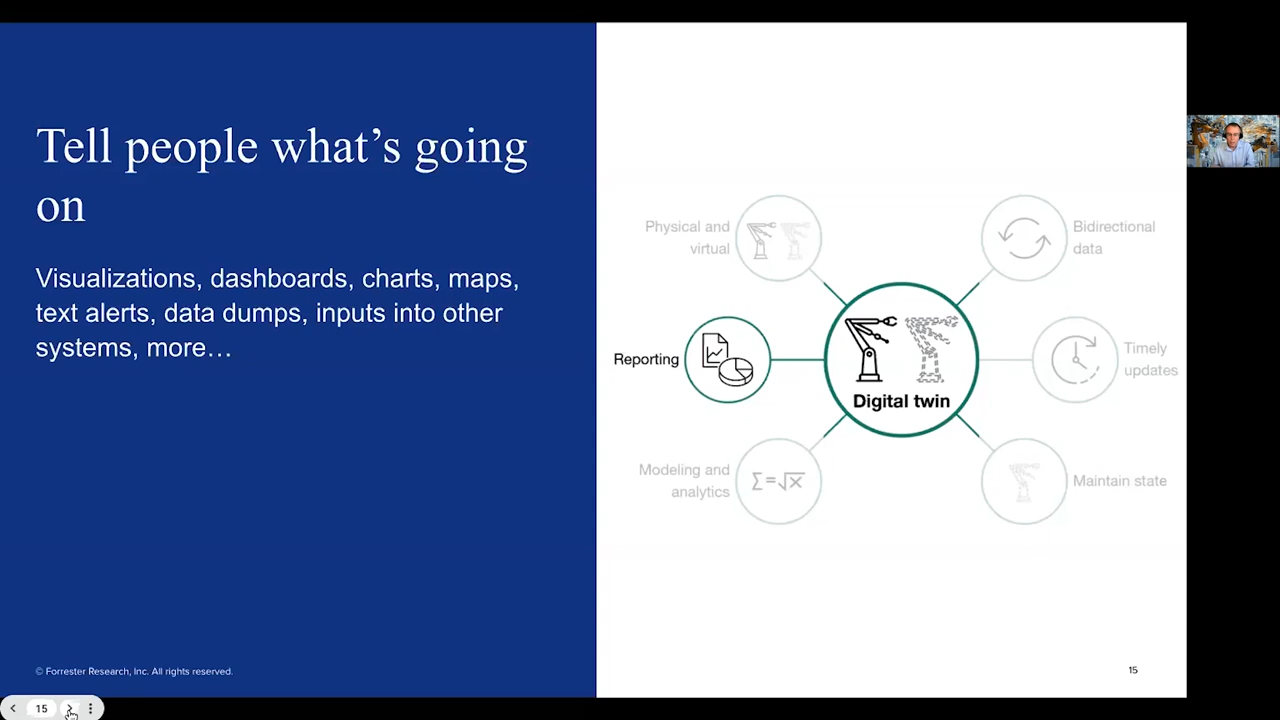 Tell people what's going
on
Visualizations, dashboards, charts, maps,
text alerts, data dumps, inputs into other
systems, more…
Physical and
virtual
Bidirectional
data
Reporting
Digital twin
Timely
updates
Modeling and
analytics
Σ=√x
Maintain state
© Forrester Research, Inc. All rights reserved.
15
15